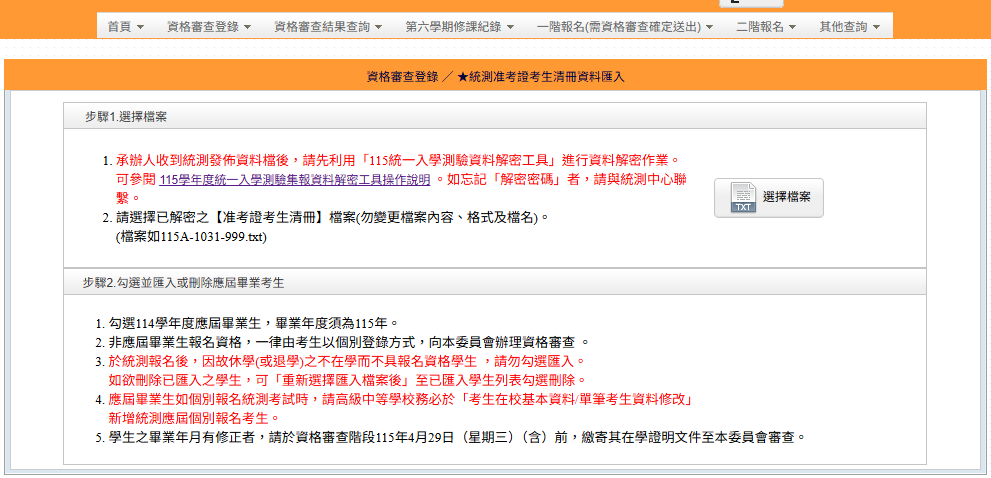 首頁 資格審查登錄 資格審查結果查詢 第六學期修課紀錄 一階報名(需資格審查確定送出) 二階報名 其他查詢
資格審查登錄 ／ ★統測准考證考生清冊資料匯入
步驟1.選擇檔案
1. 承辦人收到統測發佈資料檔後，請先利用「115統一入學測驗資料解密工具」進行資料解密作業。
可參閱 115學年度統一入學測驗集報資料解密工具操作說明 。如忘記「解密密碼」者，請與統測中心聯
繫。
2. 請選擇已解密之【准考證考生清冊】檔案(勿變更檔案內容、格式及檔名)。
(檔案如115A-1031-999.txt)
TXT 選擇檔案
步驟2.勾選並匯入或刪除應屆畢業考生
1. 勾選114學年度應屆畢業生，畢業年度須為115年。
2. 非應屆畢業生報名資格，一律由考生以個別登錄方式，向本委員會辦理資格審查 。
3. 於統測報名後，因故休學(或退學)之不在學而不具報名資格學生 ，請勿勾選匯入。
如欲刪除已匯入之學生，可「重新選擇匯入檔案後」至已匯入學生列表勾選刪除。
4. 應屆畢業生如個別報名統測考試時，請高級中等學校務必於「考生在校基本資料/單筆考生資料修改」
新增統測應屆個別報名考生。
5. 學生之畢業年月有修正者，請於資格審查階段115年4月29日（星期三）（含）前，繳寄其在學證明文件至本委員會審查。